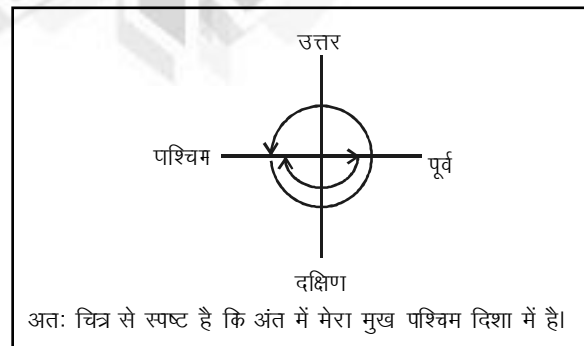 उत्तर
पश्चिम
पूर्व
दक्षिण
अतः चित्र से स्पष्ट है कि अंत में मेरा मुख पश्चिम दिशा में है।